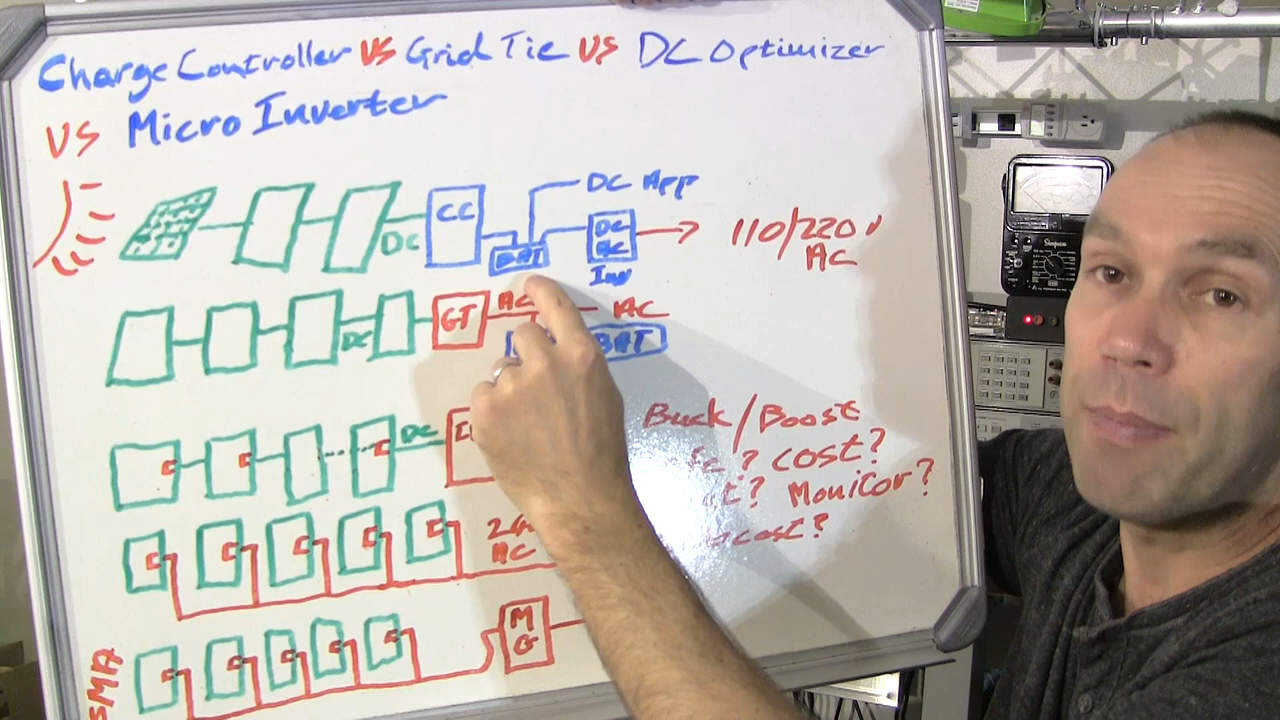 Charge Controller VS Grid Tie VS DC Optimizer
VS Micro Inverter
DC App
CC
DC
BAT
DC
AC
Inv
110/220V
AC
DC
GT
AC
AC
BAT
DC
Buck/Boost
? cost?
? Monitor?
cost?
AC
SMA
M
G
Simpson